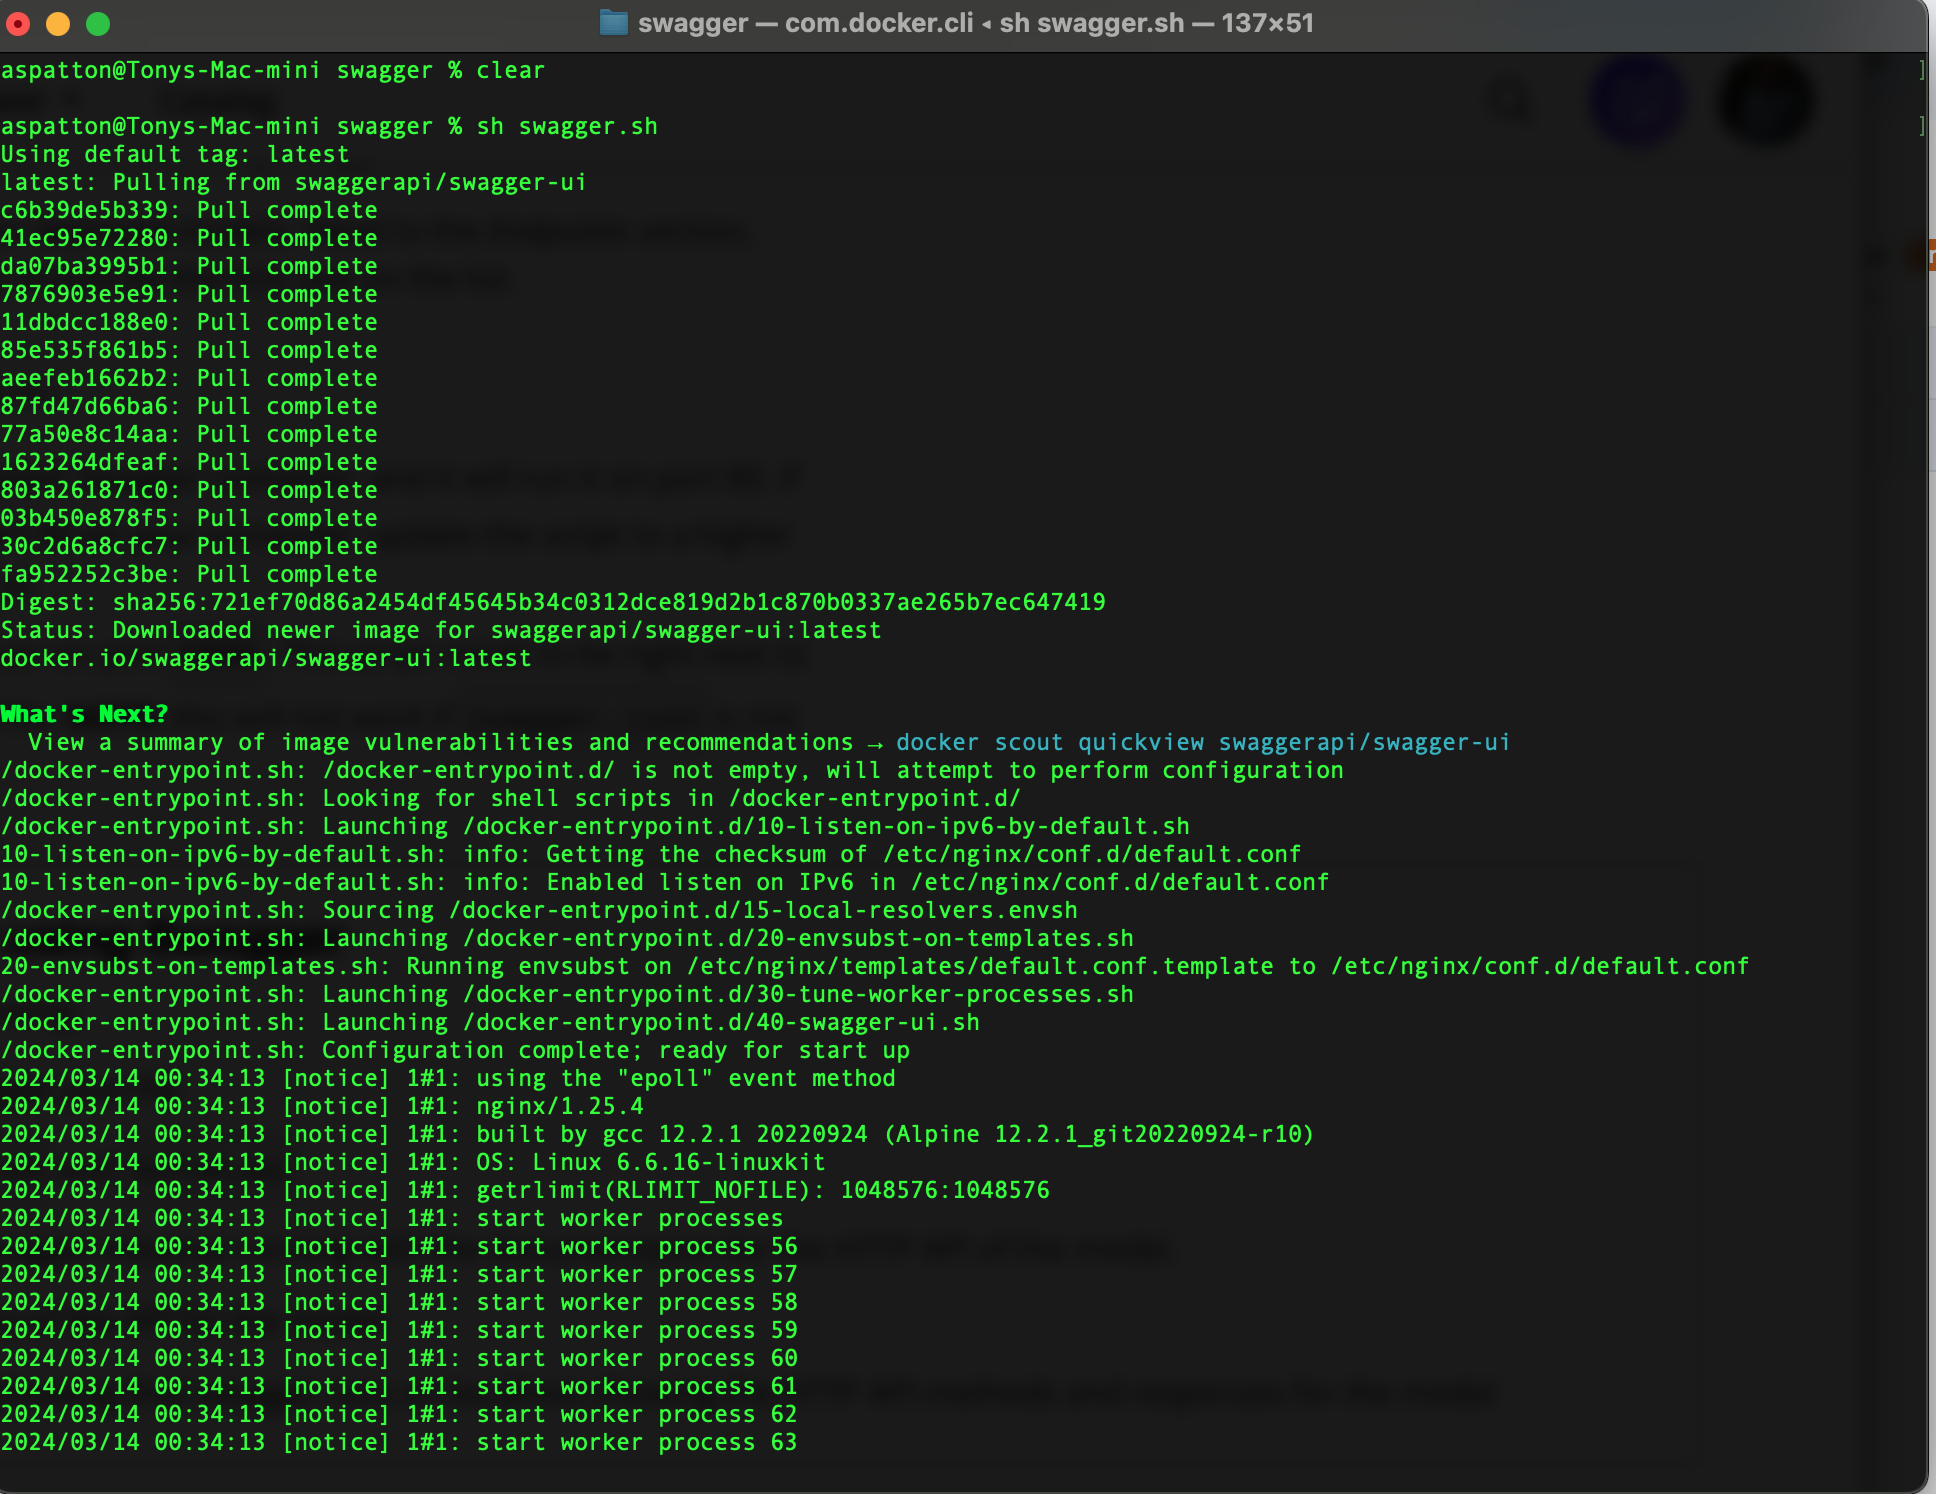 swagger — com.docker.cli ◂ sh swagger.sh — 137×51
aspatton@Tonys-Mac-mini swagger % clear
aspatton@Tonys-Mac-mini swagger % sh swagger.sh
Using default tag: latest
latest: Pulling from swaggerapi/swagger-ui
c6b39de5b339: Pull complete
41ec95e72280: Pull complete
da07ba3995b1: Pull complete
7876903e5e91: Pull complete
11dbdcc188e0: Pull complete
85e535f861b5: Pull complete
aeefeb1662b2: Pull complete
87fd47d66ba6: Pull complete
77a50e8c14aa: Pull complete
1623264dfeaf: Pull complete
803a261871c0: Pull complete
03b450e878f5: Pull complete
30c2d6a8cfc7: Pull complete
fa952252c3be: Pull complete
Digest: sha256:721ef70d86a2454df45645b34c0312dce819d2b1c870b0337ae265b7ec647419
Status: Downloaded newer image for swaggerapi/swagger-ui:latest
docker.io/swaggerapi/swagger-ui:latest
What's Next?
View a summary of image vulnerabilities and recommendations → docker scout quickview swaggerapi/swagger-ui
/docker-entrypoint.sh: /docker-entrypoint.d/ is not empty, will attempt to perform configuration
/docker-entrypoint.sh: Looking for shell scripts in /docker-entrypoint.d/
/docker-entrypoint.sh: Launching /docker-entrypoint.d/10-listen-on-ipv6-by-default.sh
10-listen-on-ipv6-by-default.sh: info: Getting the checksum of /etc/nginx/conf.d/default.conf
10-listen-on-ipv6-by-default.sh: info: Enabled listen on IPv6 in /etc/nginx/conf.d/default.conf
/docker-entrypoint.sh: Sourcing /docker-entrypoint.d/15-local-resolvers.envsh
/docker-entrypoint.sh: Launching /docker-entrypoint.d/20-envsubst-on-templates.sh
20-envsubst-on-templates.sh: Running envsubst on /etc/nginx/templates/default.conf.template to /etc/nginx/conf.d/default.conf
/docker-entrypoint.sh: Launching /docker-entrypoint.d/30-tune-worker-processes.sh
/docker-entrypoint.sh: Launching /docker-entrypoint.d/40-swagger-ui.sh
/docker-entrypoint.sh: Configuration complete; ready for start up
2024/03/14 00:34:13 [notice] 1#1: using the "epoll" event method
2024/03/14 00:34:13 [notice] 1#1: nginx/1.25.4
2024/03/14 00:34:13 [notice] 1#1: built by gcc 12.2.1 20220924 (Alpine 12.2.1_git20220924-r10)
2024/03/14 00:34:13 [notice] 1#1: OS: Linux 6.6.16-linuxkit
2024/03/14 00:34:13 [notice] 1#1: getrlimit(RLIMIT_NOFILE): 1048576:1048576
2024/03/14 00:34:13 [notice] 1#1: start worker processes
2024/03/14 00:34:13 [notice] 1#1: start worker process 56
2024/03/14 00:34:13 [notice] 1#1: start worker process 57
2024/03/14 00:34:13 [notice] 1#1: start worker process 58
2024/03/14 00:34:13 [notice] 1#1: start worker process 59
2024/03/14 00:34:13 [notice] 1#1: start worker process 60
2024/03/14 00:34:13 [notice] 1#1: start worker process 61
2024/03/14 00:34:13 [notice] 1#1: start worker process 62
2024/03/14 00:34:13 [notice] 1#1: start worker process 63